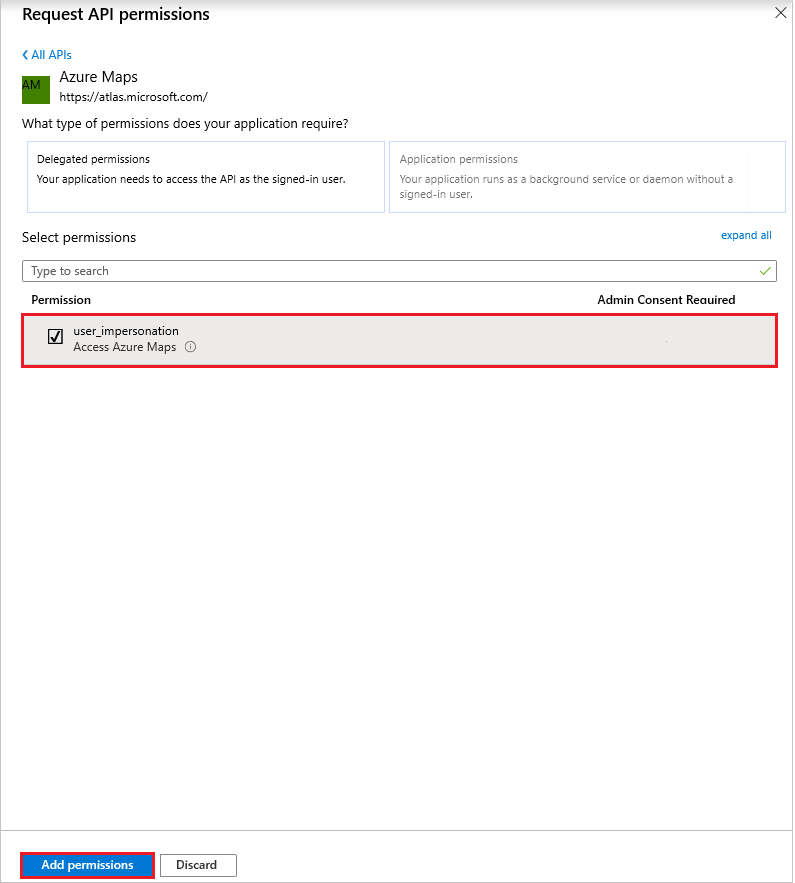 Request API permissions
All APIs
AM
Azure Maps
https://atlas.microsoft.com/
What type of permissions does your application require?
Delegated permissions
Your application needs to access the API as the signed-in user.
Application permissions
Your application runs as a background service or daemon without a
signed-in user.
Select permissions
expand all
Type to search
Permission
Admin Consent Required
user_impersonation
Access Azure Maps
Add permissions
Discard